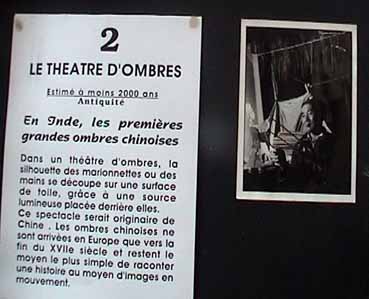 2
LE THEATRE D'OMBRES
Estimé à moins 2000 ans
Antiquité
En Inde, les premières
grandes ombres chinoises
Dans un théâtre d'ombres, la
silhouette des marionnettes ou des
mains se découpe sur une surface
de toile, grâce à une source
lumineuse placée derrière elles.
Ce spectacle serait originaire de
Chine . Les ombres chinoises ne
sont arrivées en Europe que vers la
fin du XVIIe siècle et restent le
moyen le plus simple de raconter
une histoire au moyen d'images en
mouvement.